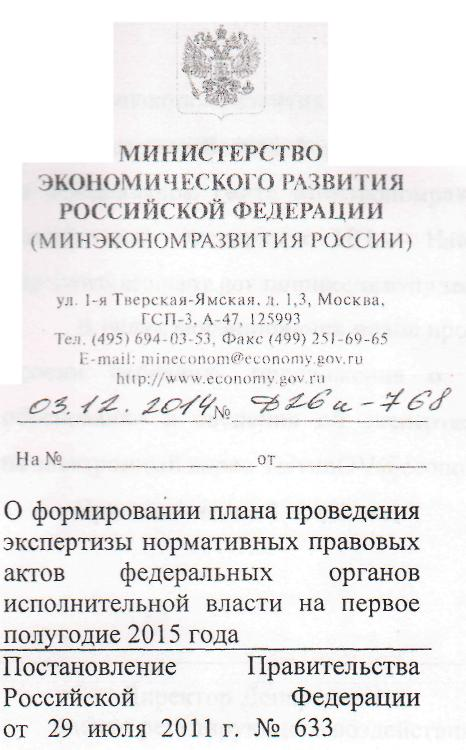 МИНИСТЕРСТВО
ЭКОНОМИЧЕСКОГО РАЗВИТИЯ
РОССИЙСКОЙ ФЕДЕРАЦИИ
(МИНЭКОНОМРАЗВИТИЯ РОССИИ)
ул. 1-я Тверская-Ямская, д. 1,3, Москва,
ГСП-3, А-47, 125993
Тел. (495) 694-03-53, Факс (499) 251-69-65
E-mail: mineconom@economy.gov.ru
http://www.economy.gov.ru
03.12.2014 № Д26и-768
На № от
О формировании плана проведения
экспертизы нормативных правовых
актов федеральных органов
исполнительной власти на первое
полугодие 2015 года
Постановление Правительства
Российской Федерации
от 29 июля 2011 г. № 633